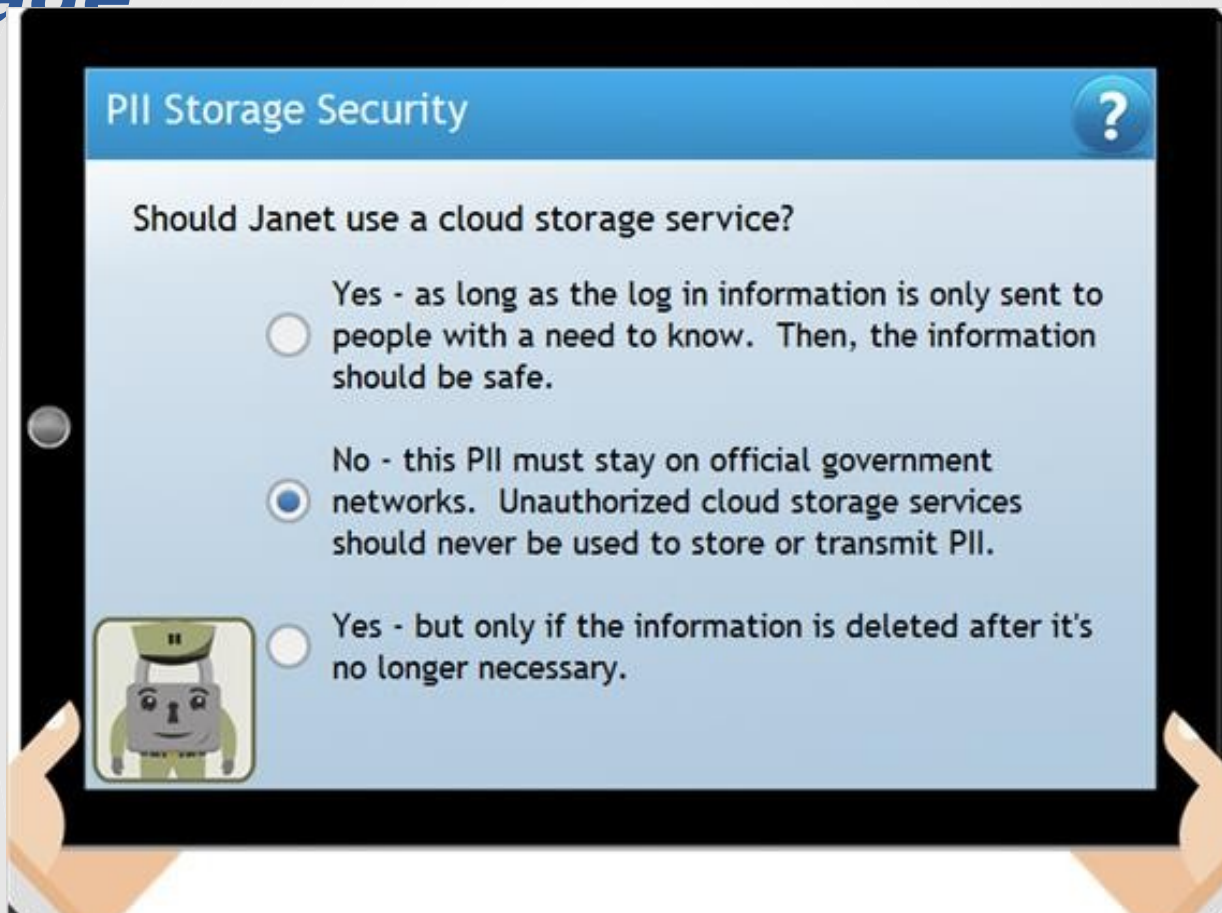 PII Storage Security
?
Should Janet use a cloud storage service?
Yes - as long as the log in information is only sent to
people with a need to know.  Then, the information
should be safe.
No - this PII must stay on official government
networks.  Unauthorized cloud storage services
should never be used to store or transmit PII.
Yes - but only if the information is deleted after it's
no longer necessary.